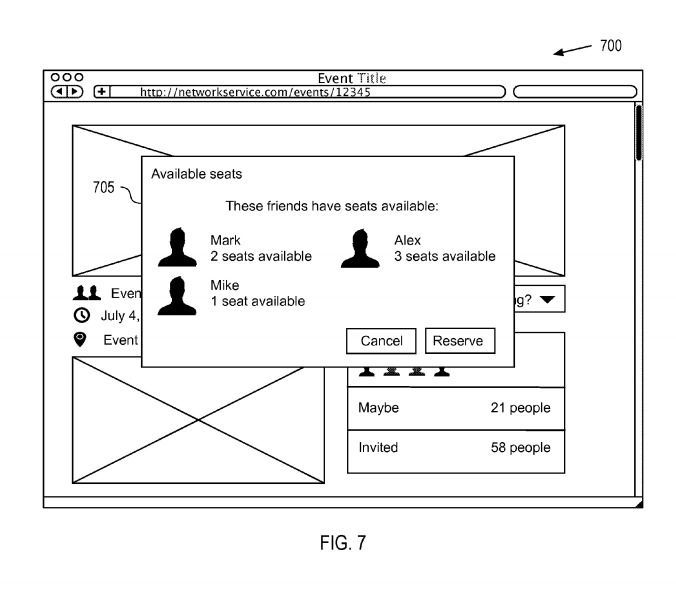 700
Event Title
http://networkservice.com/events/12345
705
Available seats
These friends have seats available:
Mark
2 seats available
Alex
3 seats available
Mike
1 seat available
Even
g?
July 4,
Event
Cancel
Reserve
Maybe 21 people
Invited 58 people
FIG. 7